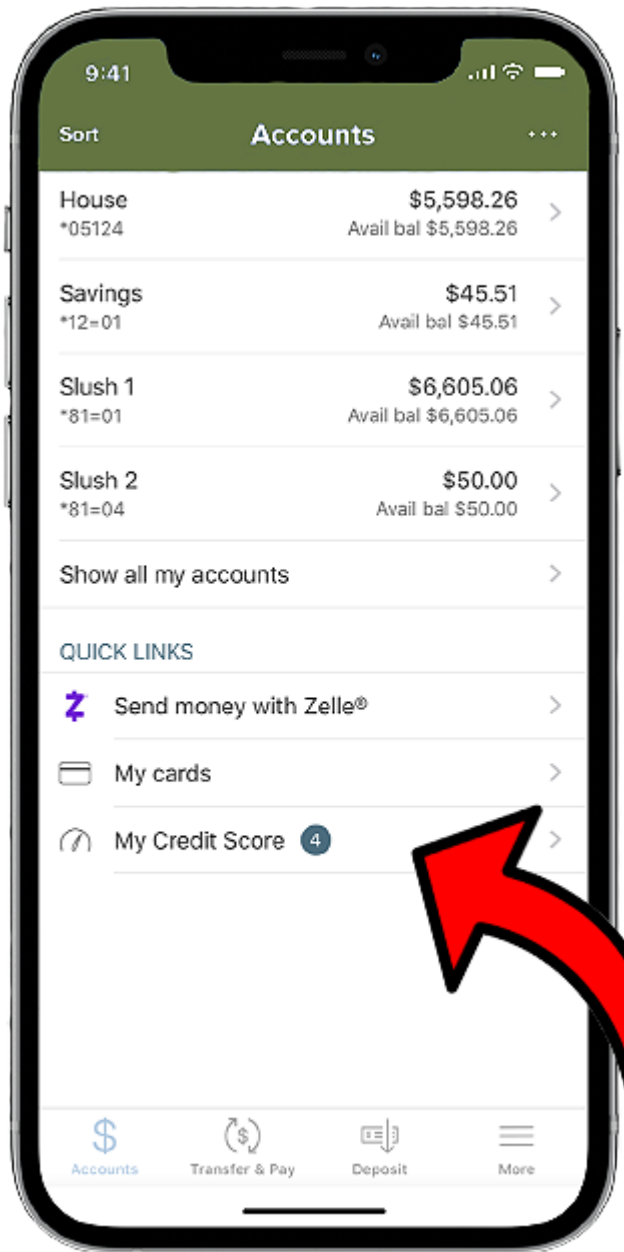 9:41
Sort Accounts ...
House $5,598.26
*05124 Avail bal $5,598.26
Savings $45.51
*12=01 Avail bal $45.51
Slush 1 $6,605.06
*81=01 Avail bal $6,605.06
Slush 2 $50.00
*81=04 Avail bal $50.00
Show all my accounts
QUICK LINKS
Send money with Zelle®
My cards
My Credit Score 4
Accounts Transfer & Pay Deposit More